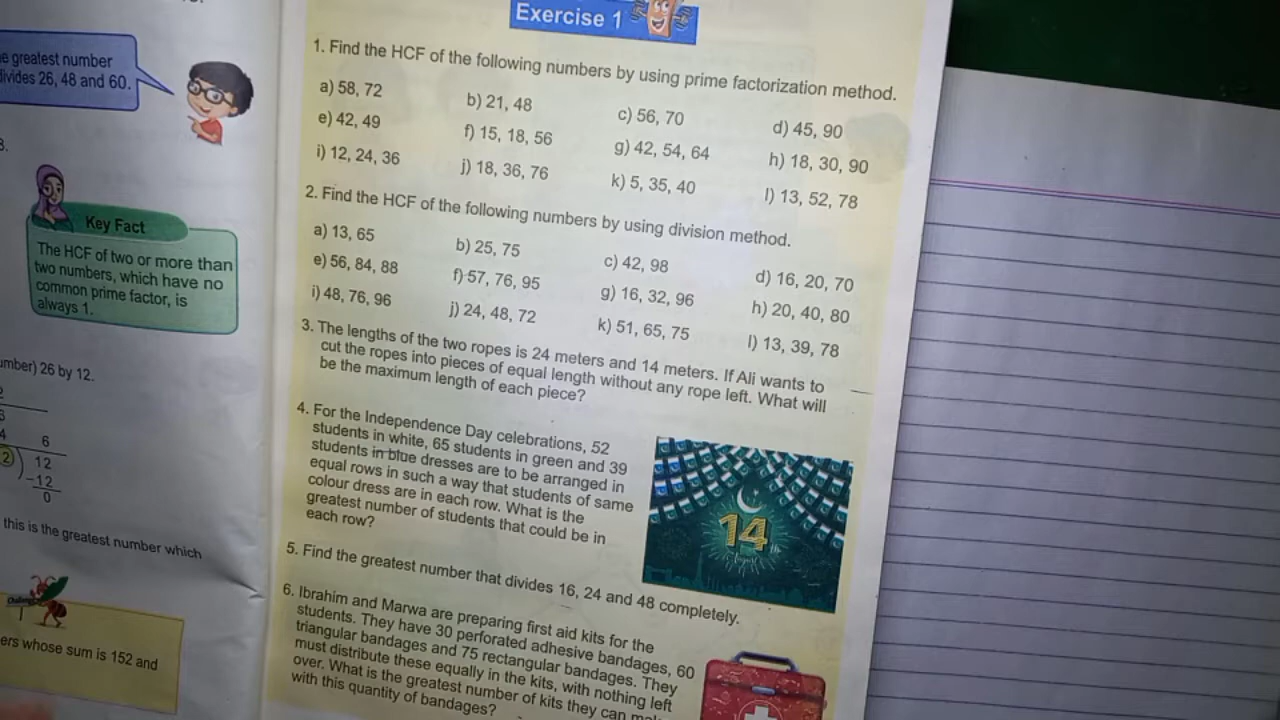 e greatest number
ivides 26, 48 and 60.
Key Fact
The HCF of two or more than
two numbers, which have no
common prime factor, is
always 1.
umber) 26 by 12.
6
12
−12
0
this is the greatest number which
ers whose sum is 152 and
Exercise 1
1. Find the HCF of the following numbers by using prime factorization method.
a) 58, 72 b) 21, 48 c) 56, 70 d) 45, 90
e) 42, 49 f) 15, 18, 56 g) 42, 54, 64 h) 18, 30, 90
i) 12, 24, 36 j) 18, 36, 76 k) 5, 35, 40 l) 13, 52, 78
2. Find the HCF of the following numbers by using division method.
a) 13, 65 b) 25, 75 c) 42, 98 d) 16, 20, 70
e) 56, 84, 88 f) 57, 76, 95 g) 16, 32, 96 h) 20, 40, 80
i) 48, 76, 96 j) 24, 48, 72 k) 51, 65, 75 l) 13, 39, 78
3. The lengths of the two ropes is 24 meters and 14 meters. If Ali wants to
cut the ropes into pieces of equal length without any rope left. What will
be the maximum length of each piece?
4. For the Independence Day celebrations, 52
students in white, 65 students in green and 39
students in blue dresses are to be arranged in
equal rows in such a way that students of same
colour dress are in each row. What is the
greatest number of students that could be in
each row?
14
5. Find the greatest number that divides 16, 24 and 48 completely.
6. Ibrahim and Marwa are preparing first aid kits for the
students. They have 30 perforated adhesive bandages, 60
triangular bandages and 75 rectangular bandages. They
must distribute these equally in the kits, with nothing left
over. What is the greatest number of kits they can
with this quantity of bandages?